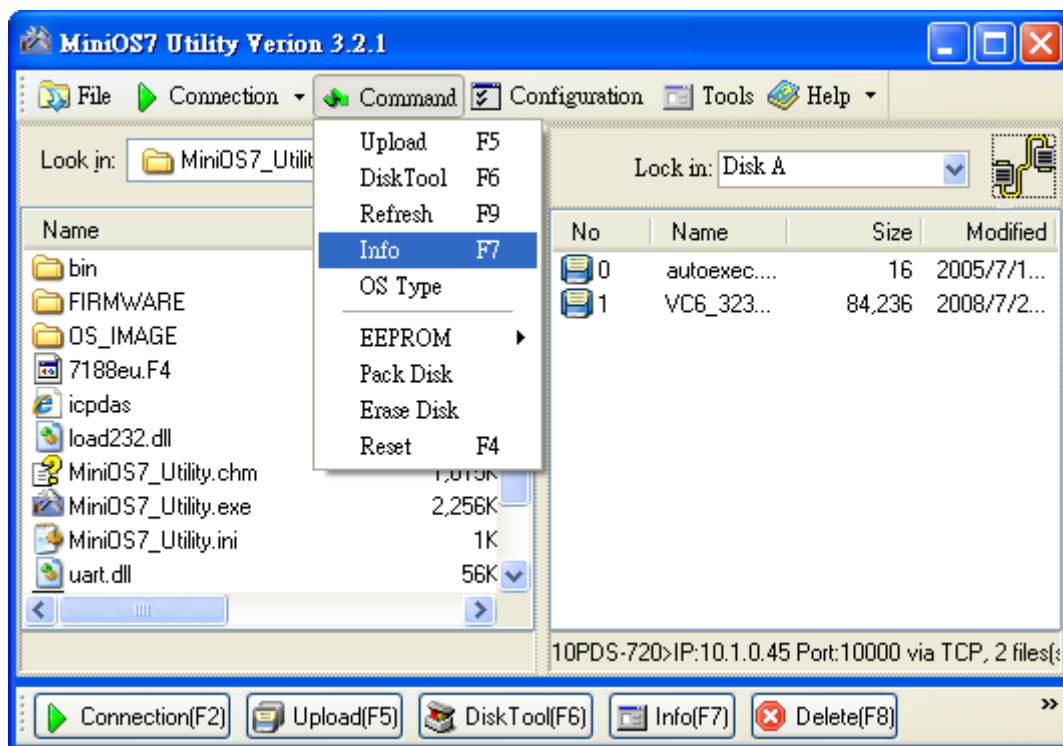 MiniOS7 Utility Verion 3.2.1
File Connection Command Configuration Tools Help
Look in: MiniOS7_Utilit
Lock in: Disk A
Upload F5
DiskTool F6
Refresh F9
Info F7
OS Type
EEPROM
Pack Disk
Erase Disk
Reset F4
Name
bin
FIRMWARE
OS_IMAGE
7188eu.F4
icpdas
load232.dll
MiniOS7_Utility.chm 1,015K
MiniOS7_Utility.exe 2,256K
MiniOS7_Utility.ini 1K
uart.dll 56K
No Name Size Modified
0 autoexec.... 16 2005/7/1...
1 VC6_323... 84,236 2008/7/2...
10PDS-720>IP:10.1.0.45 Port:10000 via TCP, 2 files(s
Connection(F2) Upload(F5) DiskTool(F6) Info(F7) Delete(F8) »